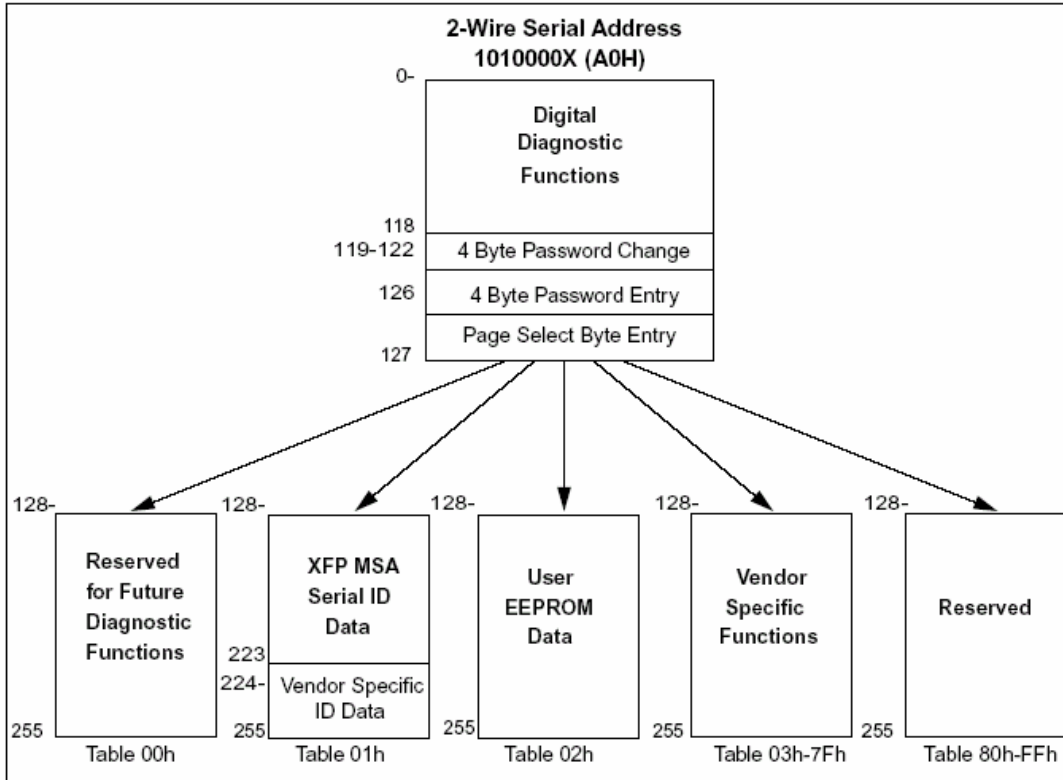 2-Wire Serial Address
1010000X (A0H)
0-
Digital
Diagnostic
Functions
118
119-122
4 Byte Password Change
126
4 Byte Password Entry
Page Select Byte Entry
127
128-
Reserved
for Future
Diagnostic
Functions
255
Table 00h
128-
XFP MSA
Serial ID
Data
223
224-
Vendor Specific
ID Data
255
Table 01h
128-
User
EEPROM
Data
255
Table 02h
128-
Vendor
Specific
Functions
255
Table 03h-7Fh
128-
Reserved
255
Table 80h-FFh